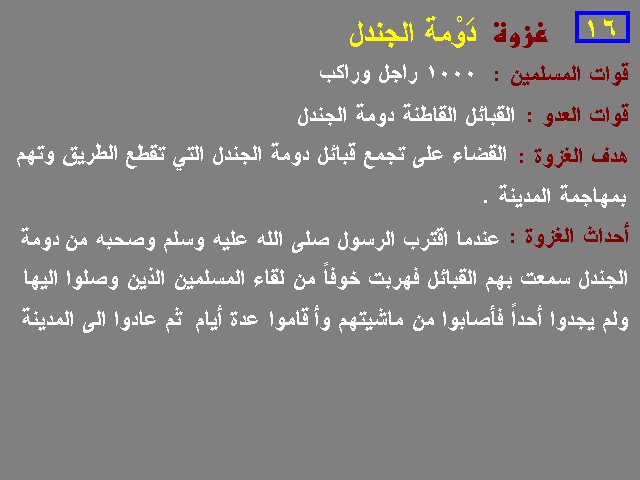 ١٦ غزوة دَوْمة الجندل
قوات المسلمين : ١٠٠٠ راجل وراكب
قوات العدو : القبائل القاطنة دومة الجندل
هدف الغزوة : القضاء على تجمع قبائل دومة الجندل التي تقطع الطريق وتهم
بمهاجمة المدينة .
أحداث الغزوة : عندما اقترب الرسول صلى الله عليه وسلم وصحبه من دومة
الجندل سمعت بهم القبائل فهربت خوفاً من لقاء المسلمين الذين وصلوا اليها
ولم يجدوا أحداً فأصابوا من ماشيتهم وأقاموا عدة أيام ثم عادوا الى المدينة